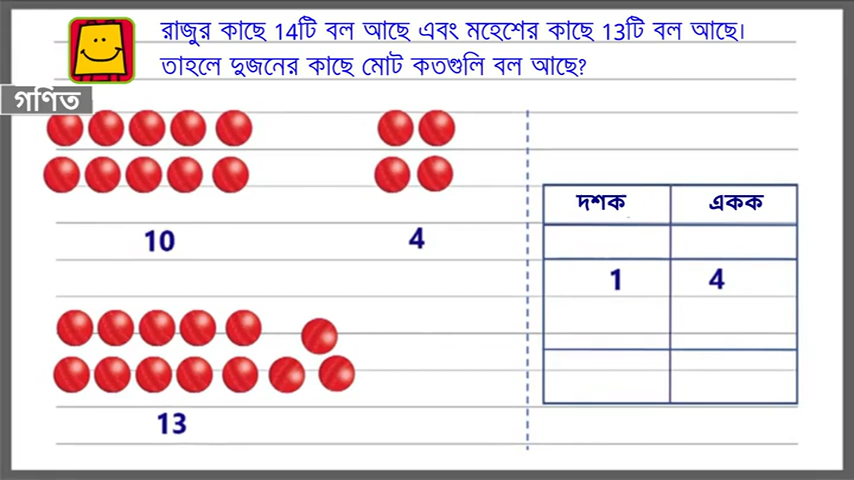 রাজুর কাছে 14টি বল আছে এবং মহেশের কাছে 13টি বল আছে।
তাহলে দুজনের কাছে মোট কতগুলি বল আছে?
গণিত
দশক একক
10 4
1 4
13